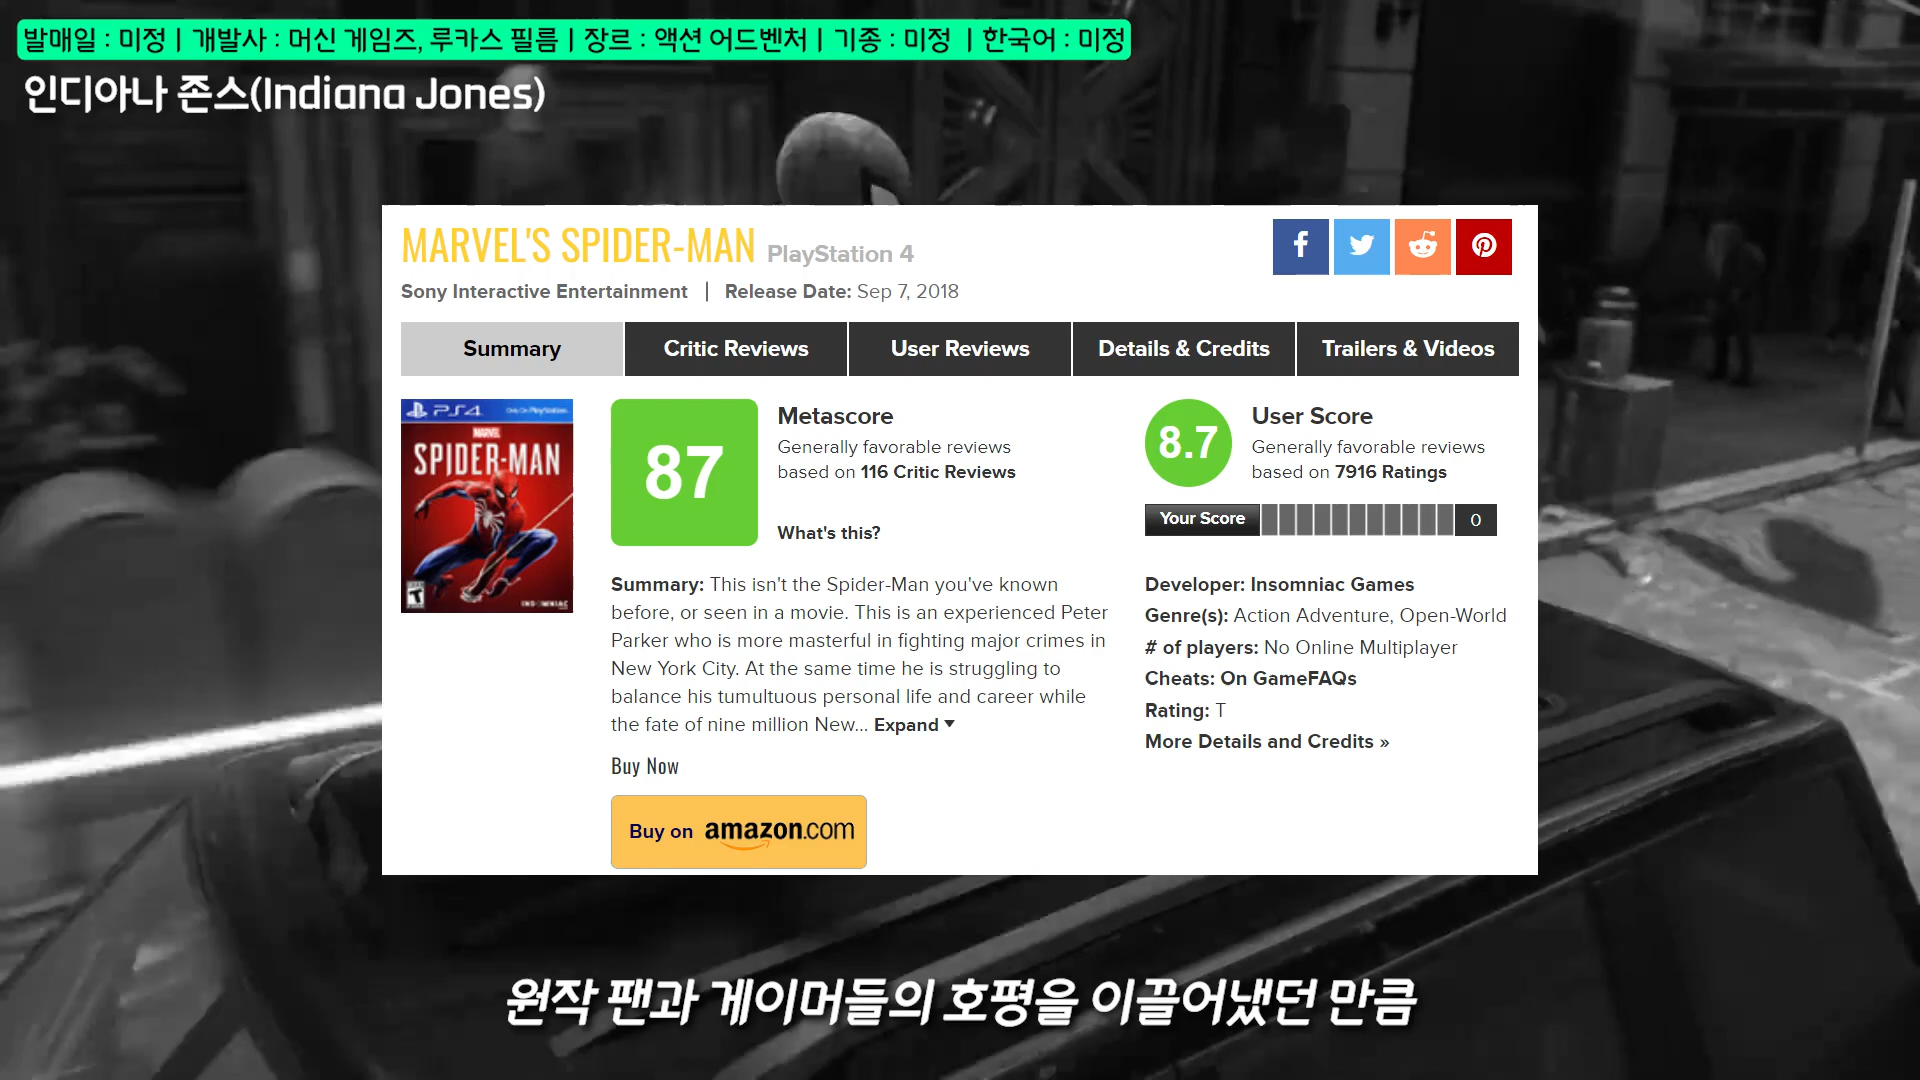 발매일 : 미정 | 개발사 : 머신 게임즈, 루카스 필름 | 장르 : 액션 어드벤처 | 기종 : 미정 | 한국어 : 미정
인디아나 존스(Indiana Jones)
MARVEL'S SPIDER-MAN PlayStation 4
Sony Interactive Entertainment | Release Date: Sep 7, 2018
Summary
Critic Reviews
User Reviews
Details & Credits
Trailers & Videos
PS4
Only On PlayStation
MARVEL
SPIDER-MAN
T
INSOMNIAC
87
Metascore
Generally favorable reviews
based on 116 Critic Reviews
What's this?
8.7
User Score
Generally favorable reviews
based on 7916 Ratings
Your Score
0
Summary: This isn't the Spider-Man you've known
before, or seen in a movie. This is an experienced Peter
Parker who is more masterful in fighting major crimes in
New York City. At the same time he is struggling to
balance his tumultuous personal life and career while
the fate of nine million New... Expand
Developer: Insomniac Games
Genre(s): Action Adventure, Open-World
# of players: No Online Multiplayer
Cheats: On GameFAQs
Rating: T
More Details and Credits »
Buy Now
Buy on amazon.com
원작 팬과 게이머들의 호평을 이끌어냈던 만큼